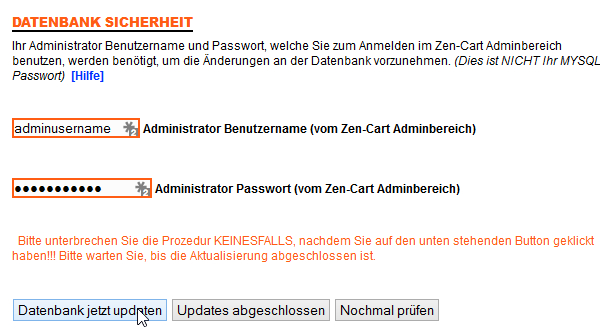 DATENBANK SICHERHEIT
Ihr Administrator Benutzername und Passwort, welche Sie zum Anmelden im Zen-Cart Adminbereich
benutzen, werden benötigt, um die Änderungen an der Datenbank vorzunehmen. (Dies ist NICHT Ihr MYSQL
Passwort) [Hilfe]
adminusername Administrator Benutzername (vom Zen-Cart Adminbereich)
●●●●●●●●●●● Administrator Passwort (vom Zen-Cart Adminbereich)
Bitte unterbrechen Sie die Prozedur KEINESFALLS, nachdem Sie auf den unten stehenden Button geklickt
haben!!! Bitte warten Sie, bis die Aktualisierung abgeschlossen ist.
Datenbank jetzt updaten Updates abgeschlossen Nochmal prüfen